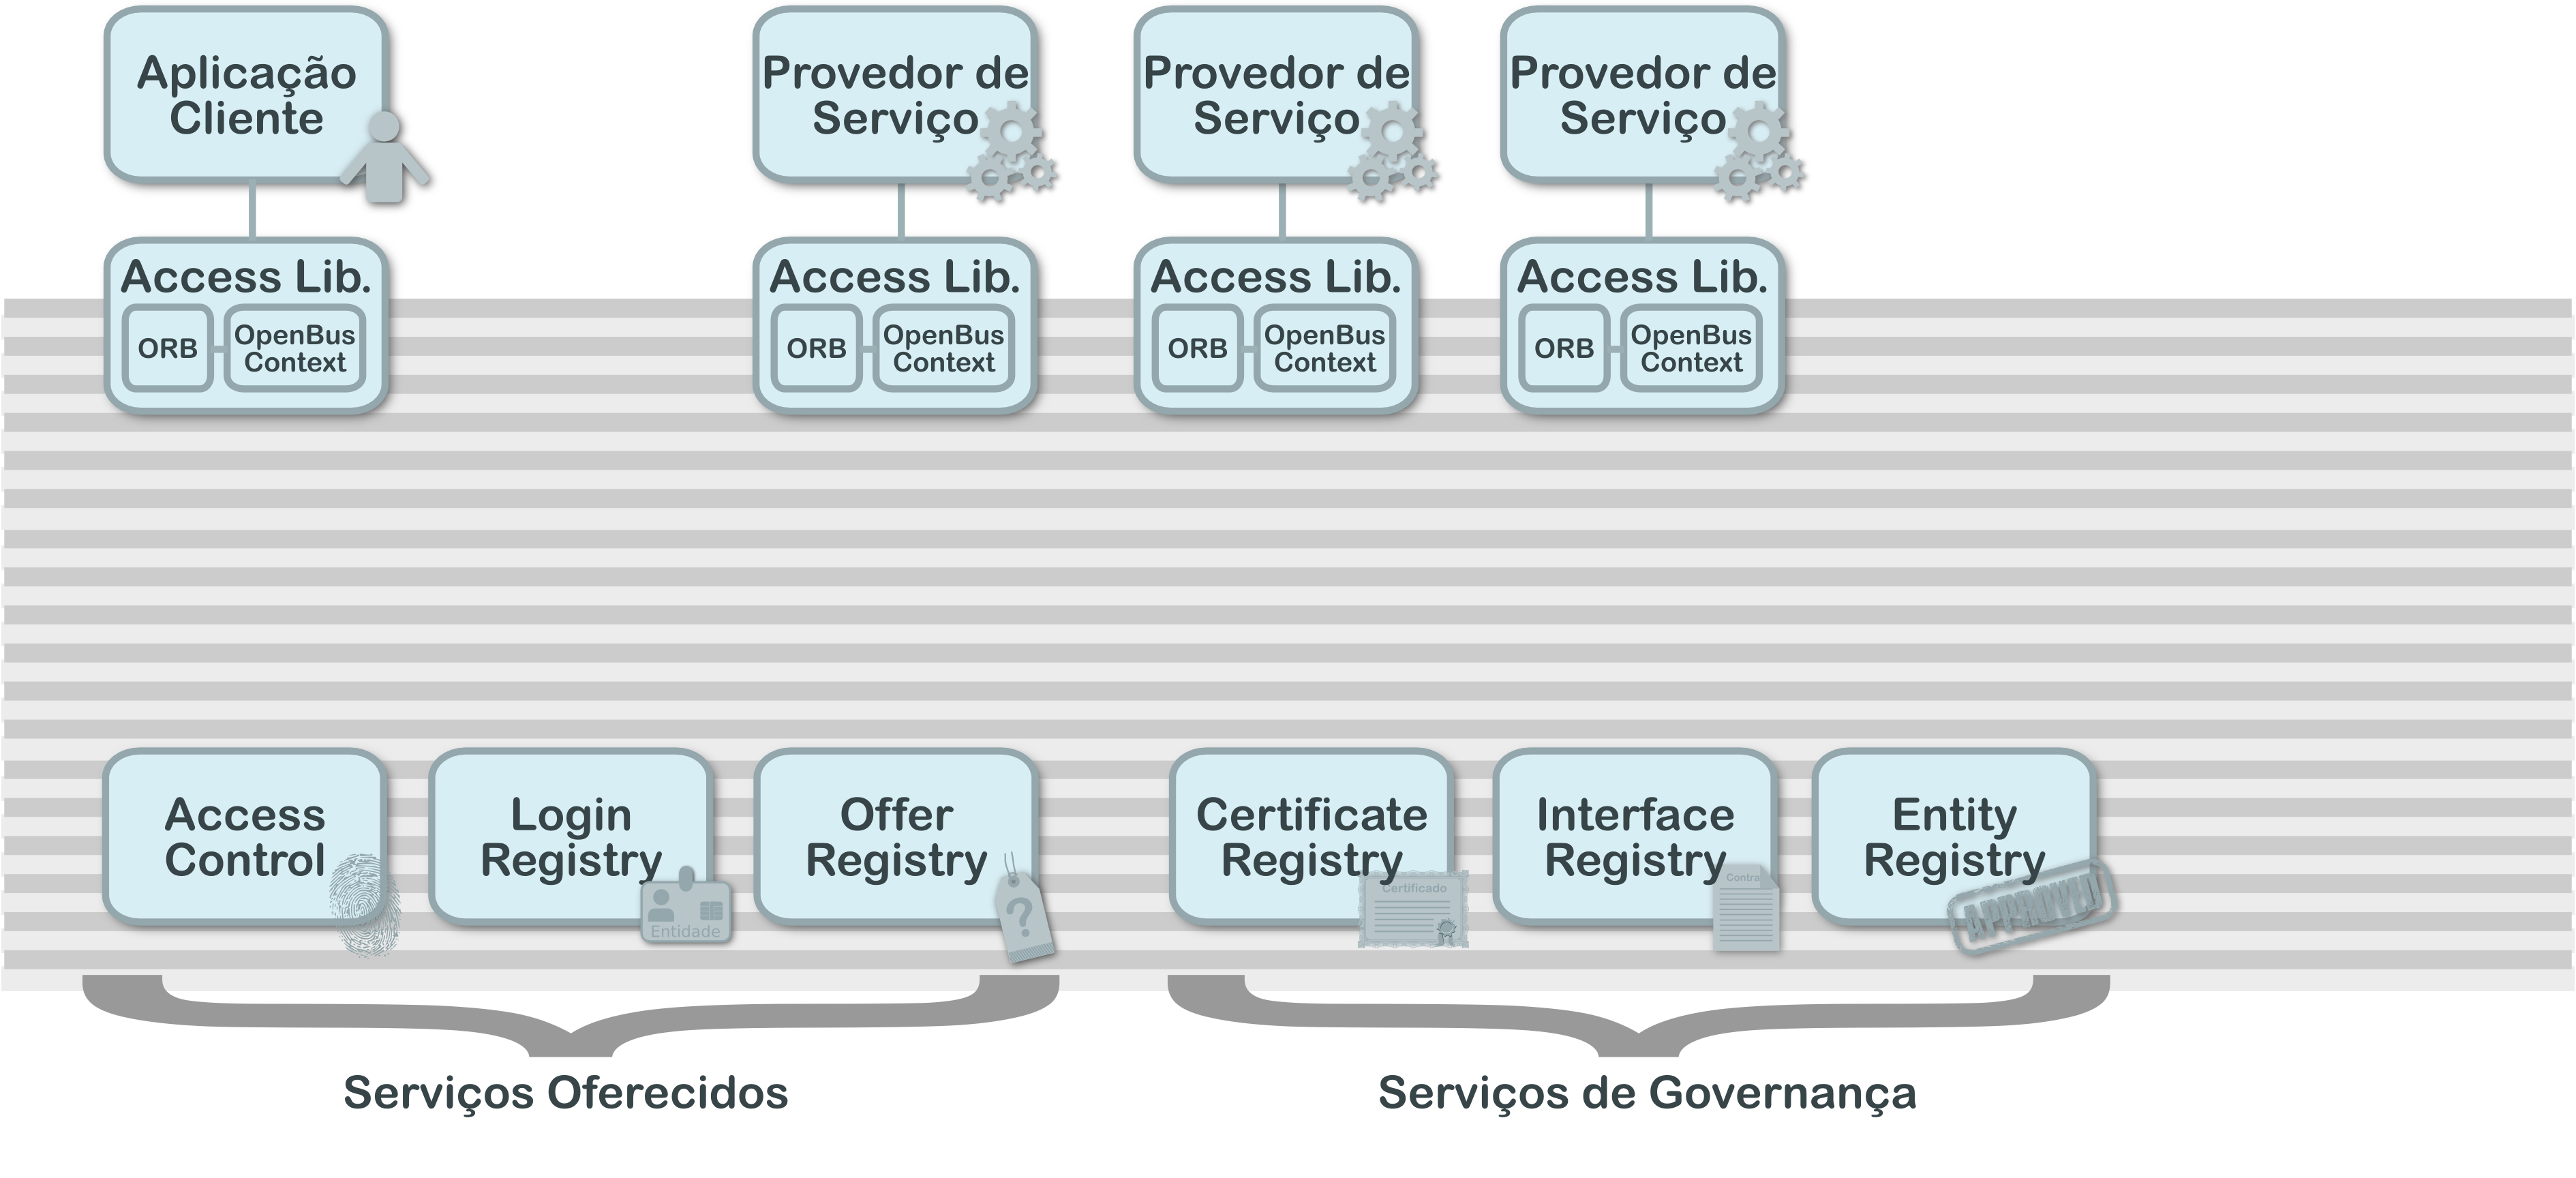 Aplicação
Cliente
Provedor de
Serviço
Provedor de
Serviço
Provedor de
Serviço
Access Lib.
ORB
OpenBus
Context
Access Lib.
ORB
OpenBus
Context
Access Lib.
ORB
OpenBus
Context
Access Lib.
ORB
OpenBus
Context
Access
Control
Login
Registry
Entidade
Offer
Registry
?
Certificate
Registry
Certificado
Interface
Registry
Contra
Entity
Registry
APPROVED
Serviços Oferecidos
Serviços de Governança